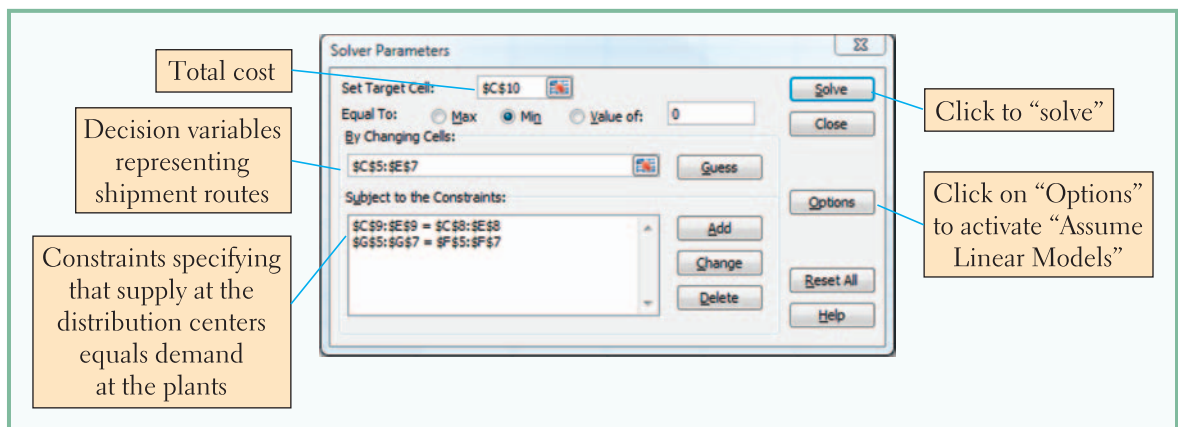 Total cost
Decision variables
representing
shipment routes
Constraints specifying
that supply at the
distribution centers
equals demand
at the plants
Solver Parameters
Set Target Cell: $C$10
Equal To: Max Min Value of: 0
By Changing Cells:
$C$5:$E$7 Guess
Subject to the Constraints:
$C$9:$E$9 = $C$8:$E$8
$G$5:$G$7 = $F$5:$F$7
Add
Change
Delete
Solve
Close
Options
Reset All
Help
Click to “solve”
Click on “Options”
to activate “Assume
Linear Models”